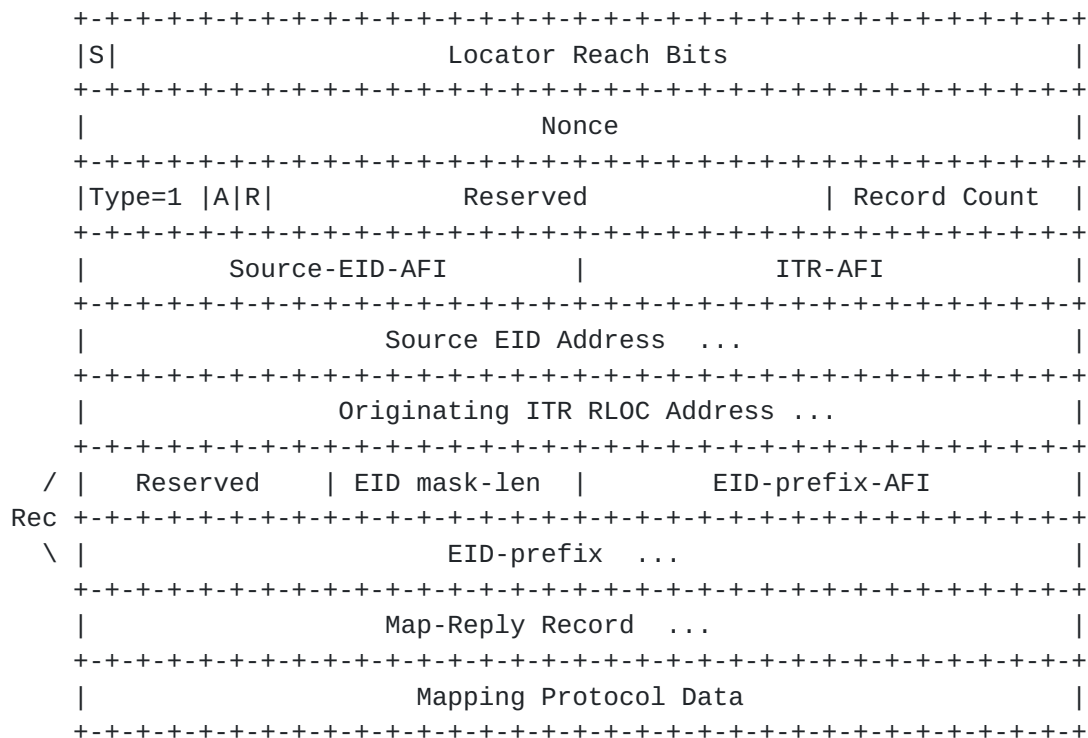 +-+-+-+-+-+-+-+-+-+-+-+-+-+-+-+-+-+-+-+-+-+-+-+-+-+-+-+-+-+-+-+-+
|S|                     Locator Reach Bits                      |
+-+-+-+-+-+-+-+-+-+-+-+-+-+-+-+-+-+-+-+-+-+-+-+-+-+-+-+-+-+-+-+-+
|                             Nonce                             |
+-+-+-+-+-+-+-+-+-+-+-+-+-+-+-+-+-+-+-+-+-+-+-+-+-+-+-+-+-+-+-+-+
|Type=1 |A|R|            Reserved               | Record Count  |
+-+-+-+-+-+-+-+-+-+-+-+-+-+-+-+-+-+-+-+-+-+-+-+-+-+-+-+-+-+-+-+-+
|         Source-EID-AFI        |            ITR-AFI            |
+-+-+-+-+-+-+-+-+-+-+-+-+-+-+-+-+-+-+-+-+-+-+-+-+-+-+-+-+-+-+-+-+
|                   Source EID Address  ...                     |
+-+-+-+-+-+-+-+-+-+-+-+-+-+-+-+-+-+-+-+-+-+-+-+-+-+-+-+-+-+-+-+-+
|                Originating ITR RLOC Address ...               |
+-+-+-+-+-+-+-+-+-+-+-+-+-+-+-+-+-+-+-+-+-+-+-+-+-+-+-+-+-+-+-+-+
/ |   Reserved    | EID mask-len  |        EID-prefix-AFI         |
Rec +-+-+-+-+-+-+-+-+-+-+-+-+-+-+-+-+-+-+-+-+-+-+-+-+-+-+-+-+-+-+-+-+
\ |                       EID-prefix  ...                         |
+-+-+-+-+-+-+-+-+-+-+-+-+-+-+-+-+-+-+-+-+-+-+-+-+-+-+-+-+-+-+-+-+
|                   Map-Reply Record  ...                       |
+-+-+-+-+-+-+-+-+-+-+-+-+-+-+-+-+-+-+-+-+-+-+-+-+-+-+-+-+-+-+-+-+
|                     Mapping Protocol Data                     |
+-+-+-+-+-+-+-+-+-+-+-+-+-+-+-+-+-+-+-+-+-+-+-+-+-+-+-+-+-+-+-+-+